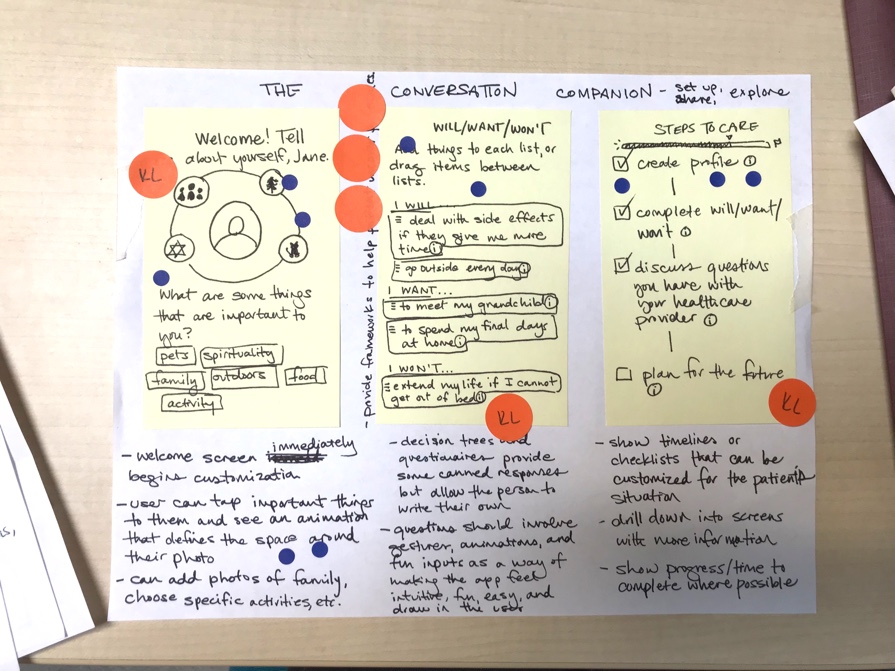 THE CONVERSATION COMPANION - set up, share, explore
Welcome! Tell
about yourself, Jane.
What are some things
that are important to
you?
pets spirituality
family outdoors food
activity
KL
- provide frameworks to help
WILL/WANT/WON'T
Add things to each list, or
drag items between
lists.
I WILL
deal with side effects
if they give me more
time i
go outside every day i
I WANT...
to meet my grandchild i
to spend my final days
at home i
I WON'T...
extend my life if I cannot
get out of bed i
KL
STEPS TO CARE
create profile i
complete will/want/
won't i
discuss questions
you have with
your healthcare
provider i
plan for the future
i
KL
- welcome screen immediately
begins customization
- user can tap important things
to them and see an animation
that defines the space around
their photo
- can add photos of family,
choose specific activities, etc.
- decision trees and
questionaires provide
some canned responses
but allow the person to
write their own
- questions should involve
gestures, animations, and
fun inputs as a way of
making the app feel
intuitive, fun, easy, and
draw in the user
- show timelines or
checklists that can be
customized for the patient's
situation
- drill down into screens
with more information
- show progress/time to
complete where possible